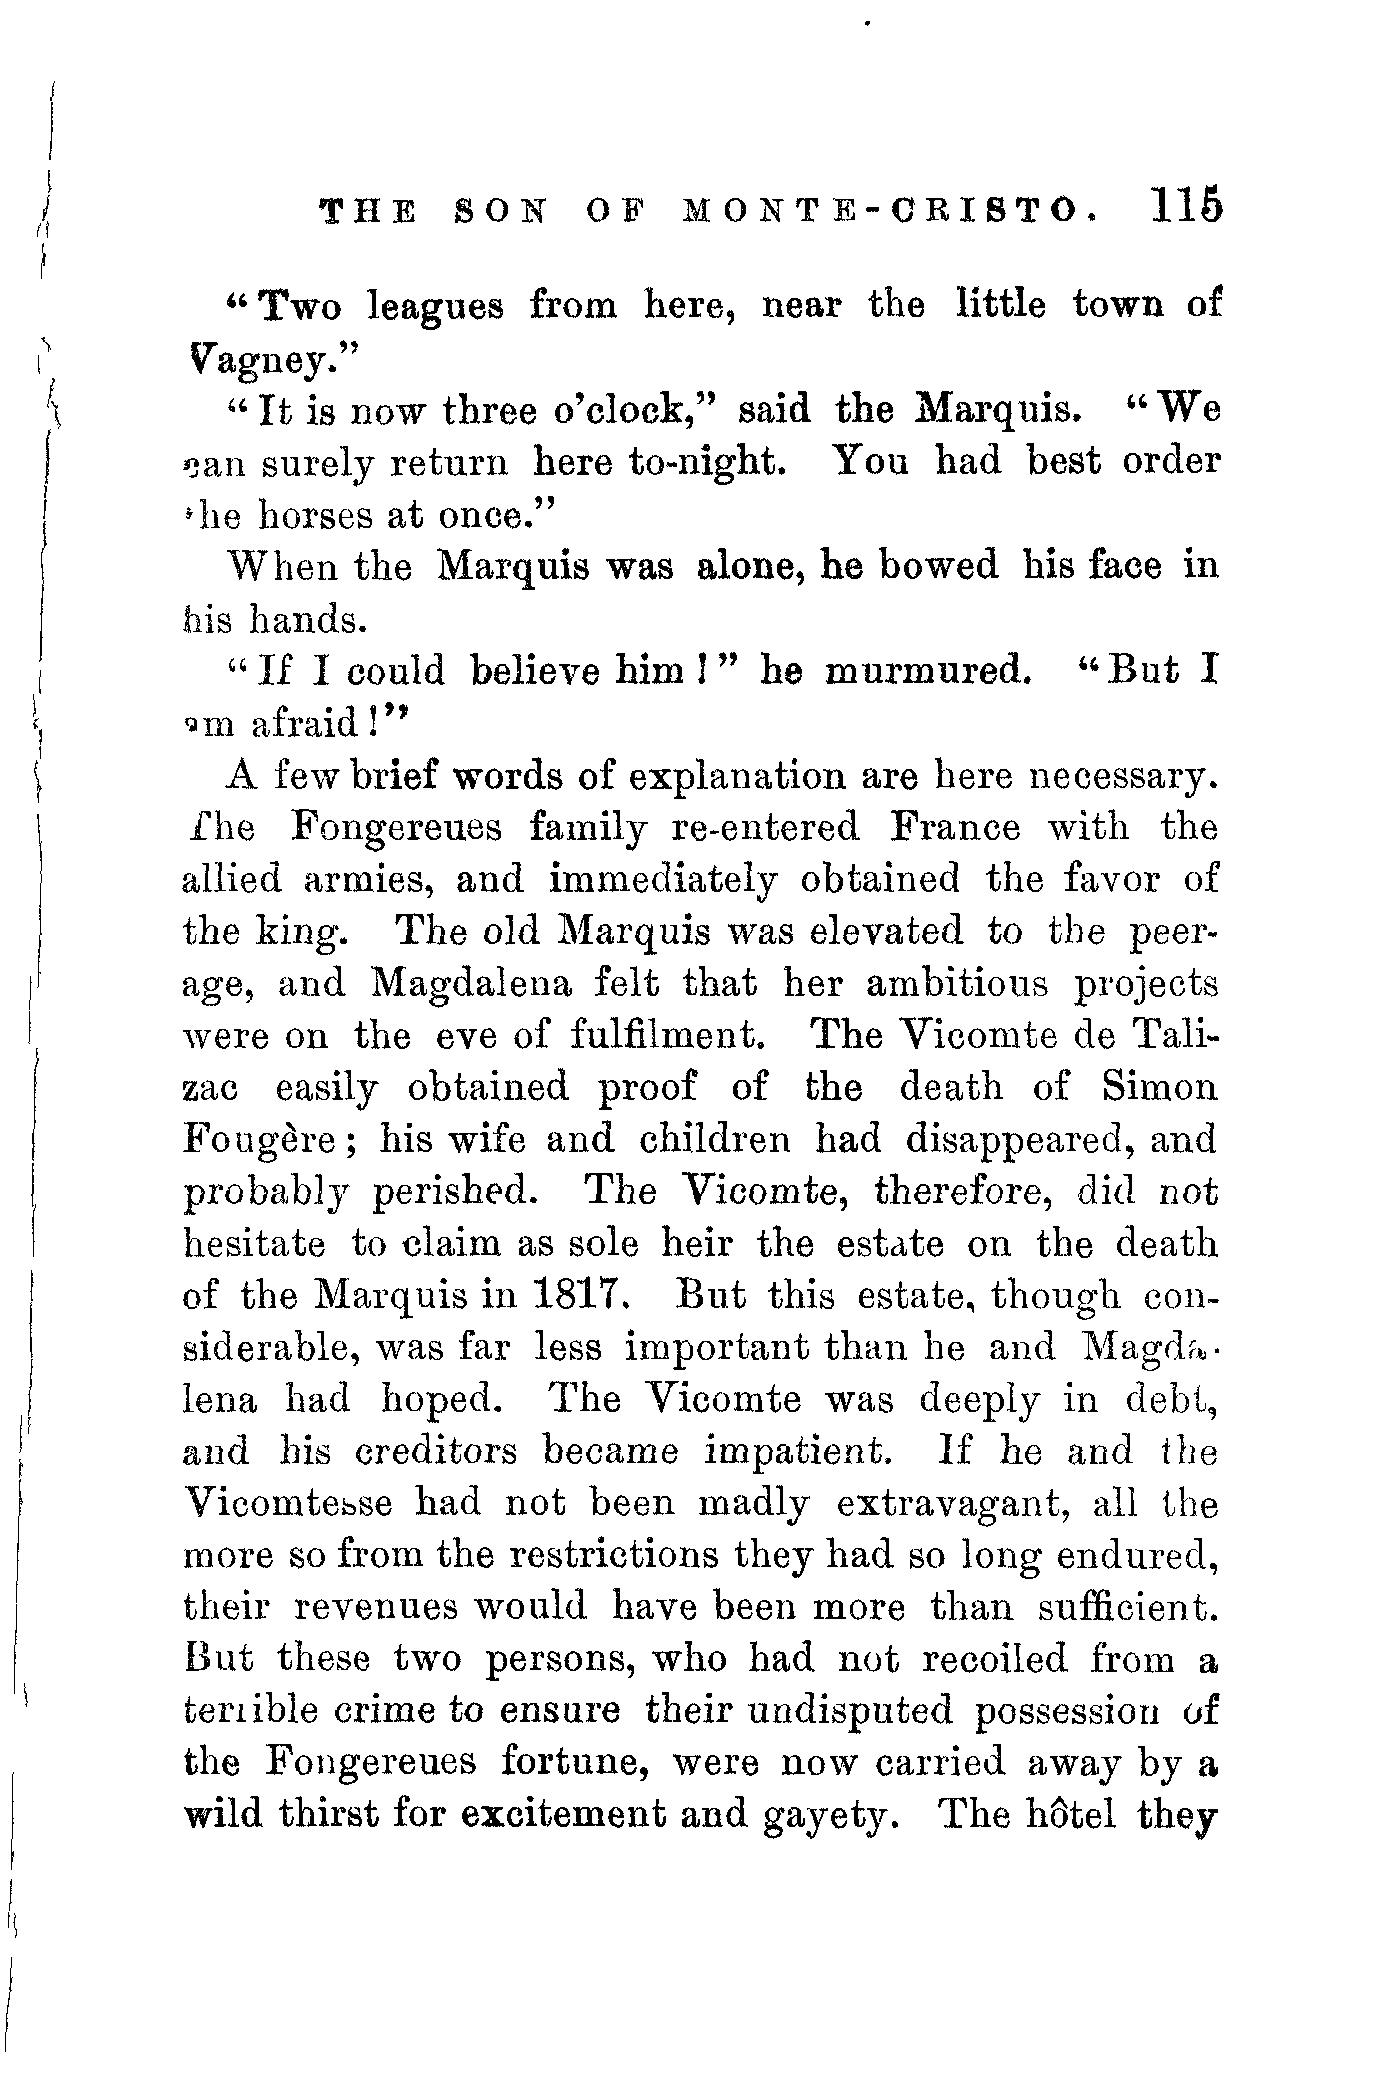 THE SON OF MONTE-CRISTO. 115
"Two leagues from here, near the little town of
Vagney."
"It is now three o'clock," said the Marquis. "We
can surely return here to-night. You had best order
the horses at once."
When the Marquis was alone, he bowed his face in
his hands.
"If I could believe him!" he murmured. "But I
am afraid!"
A few brief words of explanation are here necessary.
The Fongereues family re-entered France with the
allied armies, and immediately obtained the favor of
the king. The old Marquis was elevated to the peer-
age, and Magdalena felt that her ambitious projects
were on the eve of fulfilment. The Vicomte de Tali-
zac easily obtained proof of the death of Simon
Fougère; his wife and children had disappeared, and
probably perished. The Vicomte, therefore, did not
hesitate to claim as sole heir the estate on the death
of the Marquis in 1817. But this estate, though con-
siderable, was far less important than he and Magda-
lena had hoped. The Vicomte was deeply in debt,
and his creditors became impatient. If he and the
Vicomtesse had not been madly extravagant, all the
more so from the restrictions they had so long endured,
their revenues would have been more than sufficient.
But these two persons, who had not recoiled from a
terrible crime to ensure their undisputed possession of
the Fongereues fortune, were now carried away by a
wild thirst for excitement and gayety. The hôtel they